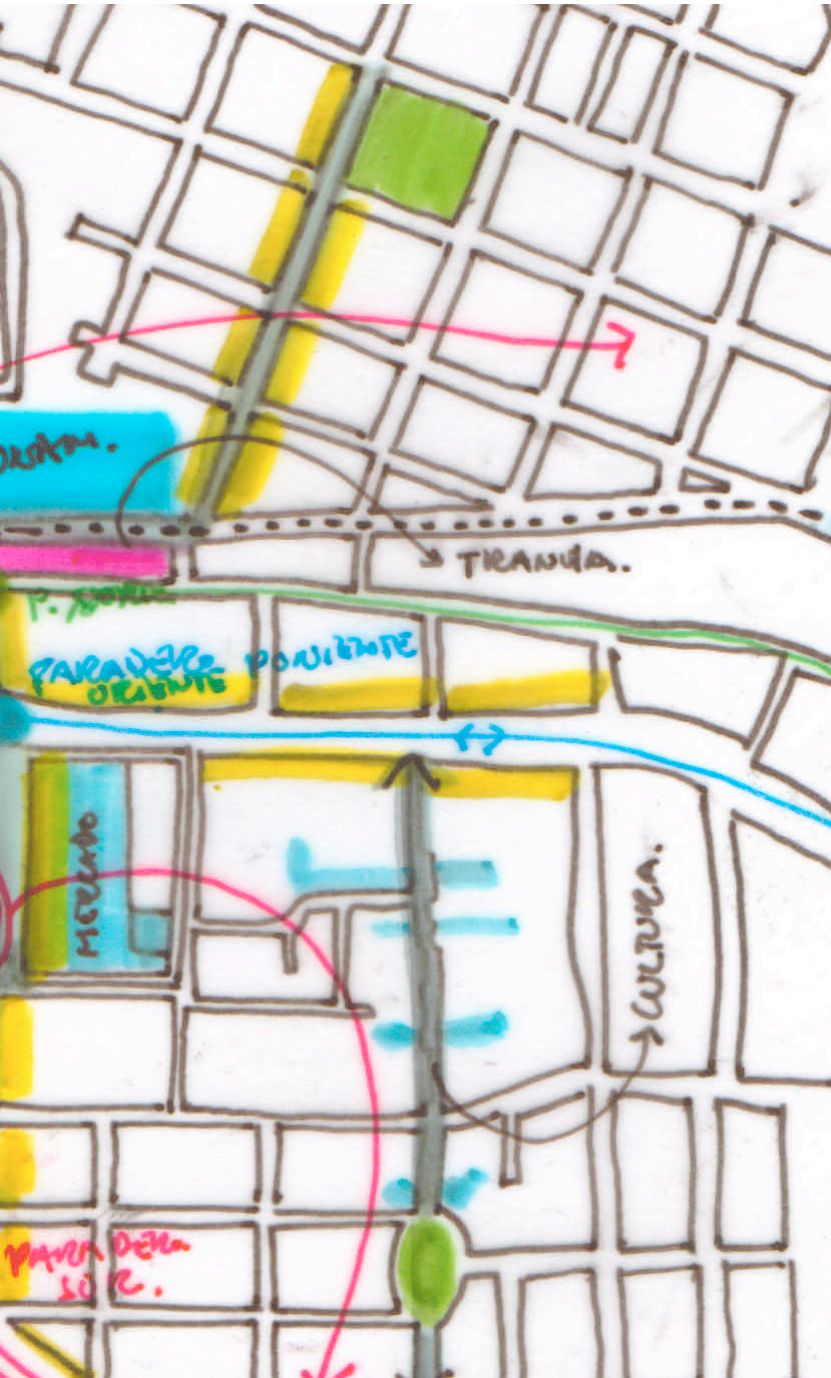 TRANVIA.
PARADERO PONIENTE
ORIENTE
MERCADO
CULTURA.
PARADERO
SUR.